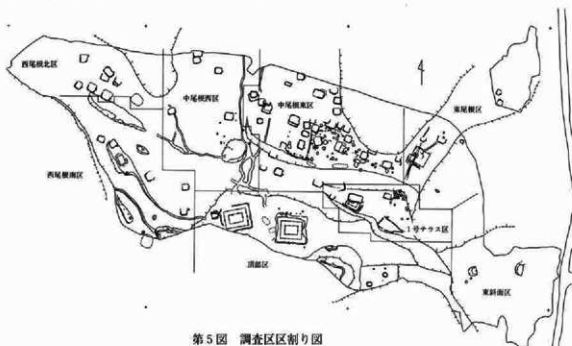 西尾根北区
中尾根西区
中尾根東区
東尾根区
西尾根南区
1号テラス区
頂部区
東斜面区
第5図 調査区区割り図